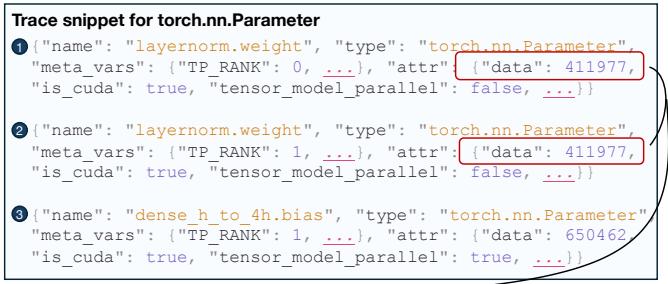 Trace snippet for torch.nn.Parameter
1 {"name": "layernorm.weight", "type": "torch.nn.Parameter",
"meta_vars": {"TP_RANK": 0, ...}, "attr": {"data": 411977,
"is_cuda": true, "tensor_model_parallel": false, ...}}
2 {"name": "layernorm.weight", "type": "torch.nn.Parameter",
"meta_vars": {"TP_RANK": 1, ...}, "attr": {"data": 411977,
"is_cuda": true, "tensor_model_parallel": false, ...}}
3 {"name": "dense_h_to_4h.bias", "type": "torch.nn.Parameter",
"meta_vars": {"TP_RANK": 1, ...}, "attr": {"data": 650462,
"is_cuda": true, "tensor_model_parallel": true, ...}}